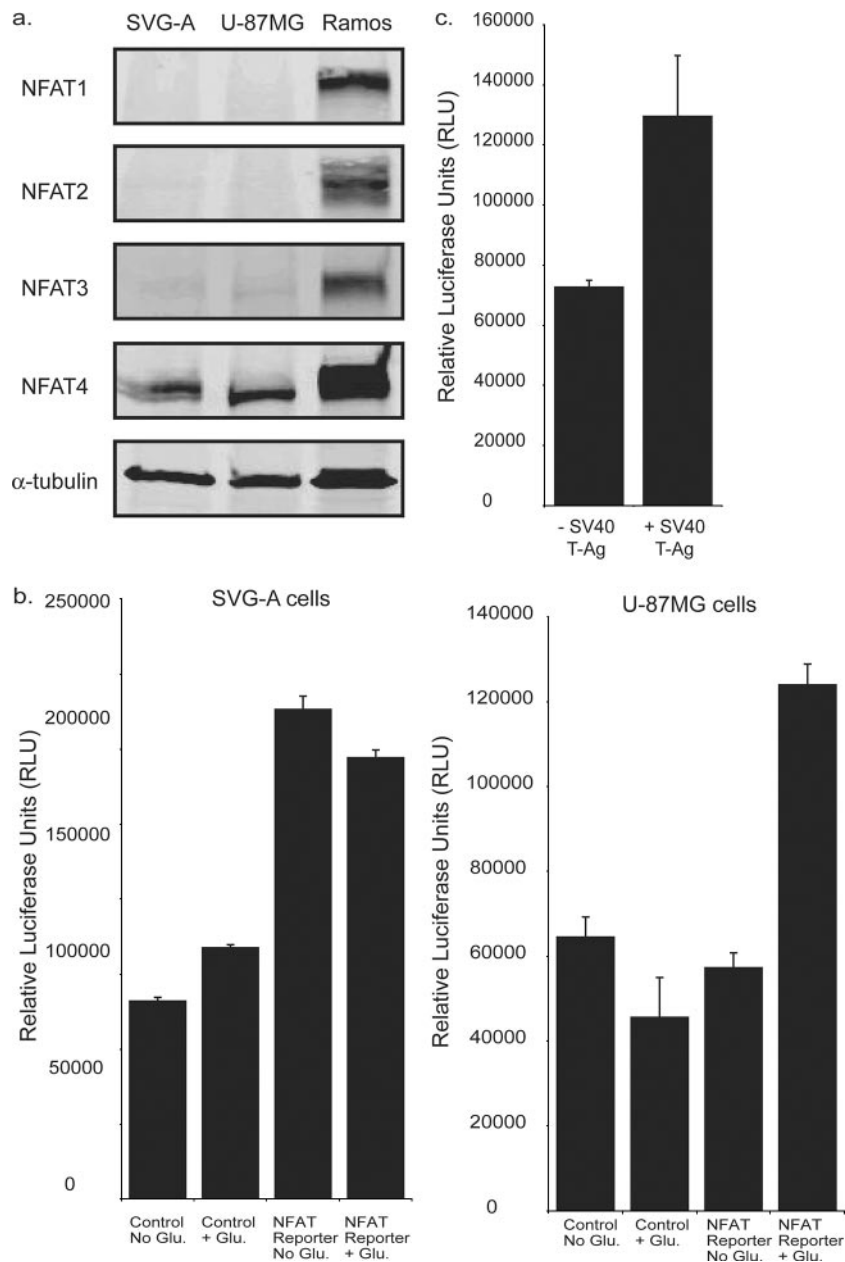 a.
SVG-A U-87MG Ramos
NFAT1
NFAT2
NFAT3
NFAT4
α-tubulin
c.
Relative Luciferase Units (RLU)
160000
140000
120000
100000
80000
60000
40000
20000
0
- SV40
T-Ag
+ SV40
T-Ag
b.
SVG-A cells
Relative Luciferase Units (RLU)
250000
200000
150000
100000
50000
0
Control
No Glu.
Control
+ Glu.
NFAT
Reporter
No Glu.
NFAT
Reporter
+ Glu.
U-87MG cells
Relative Luciferase Units (RLU)
140000
120000
100000
80000
60000
40000
20000
0
Control
No Glu.
Control
+ Glu.
NFAT
Reporter
No Glu.
NFAT
Reporter
+ Glu.